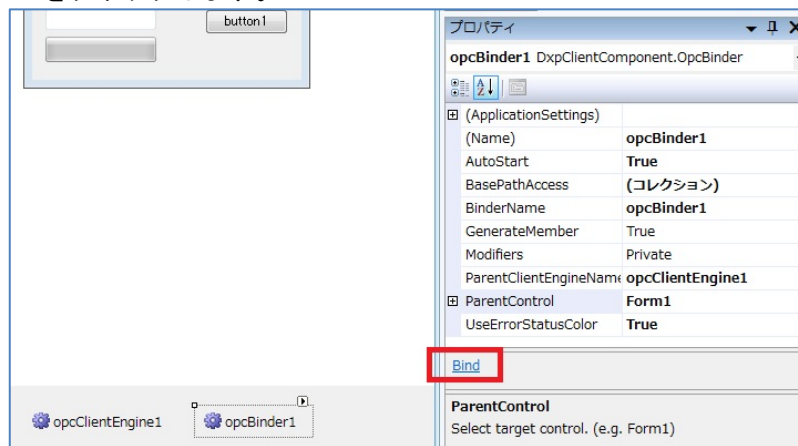 button1
プロパティ
opcBinder1 DxpClientComponent.OpcBinder
(ApplicationSettings)
(Name) opcBinder1
AutoStart True
BasePathAccess (コレクション)
BinderName opcBinder1
GenerateMember True
Modifiers Private
ParentClientEngineName opcClientEngine1
ParentControl Form1
UseErrorStatusColor True
Bind
opcClientEngine1
opcBinder1
ParentControl
Select target control. (e.g. Form1)